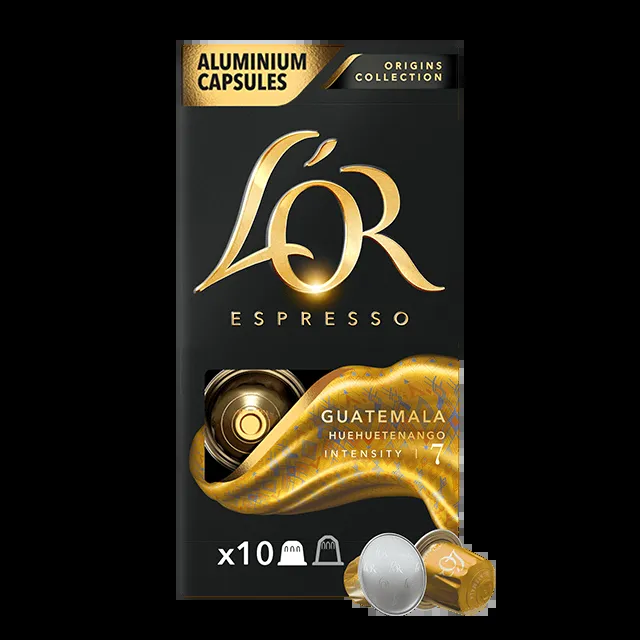 ALUMINIUM
CAPSULES
ORIGINS
COLLECTION
L'OR
ESPRESSO
GUATEMALA
HUEHUETENANGO
INTENSITY | 7
x10